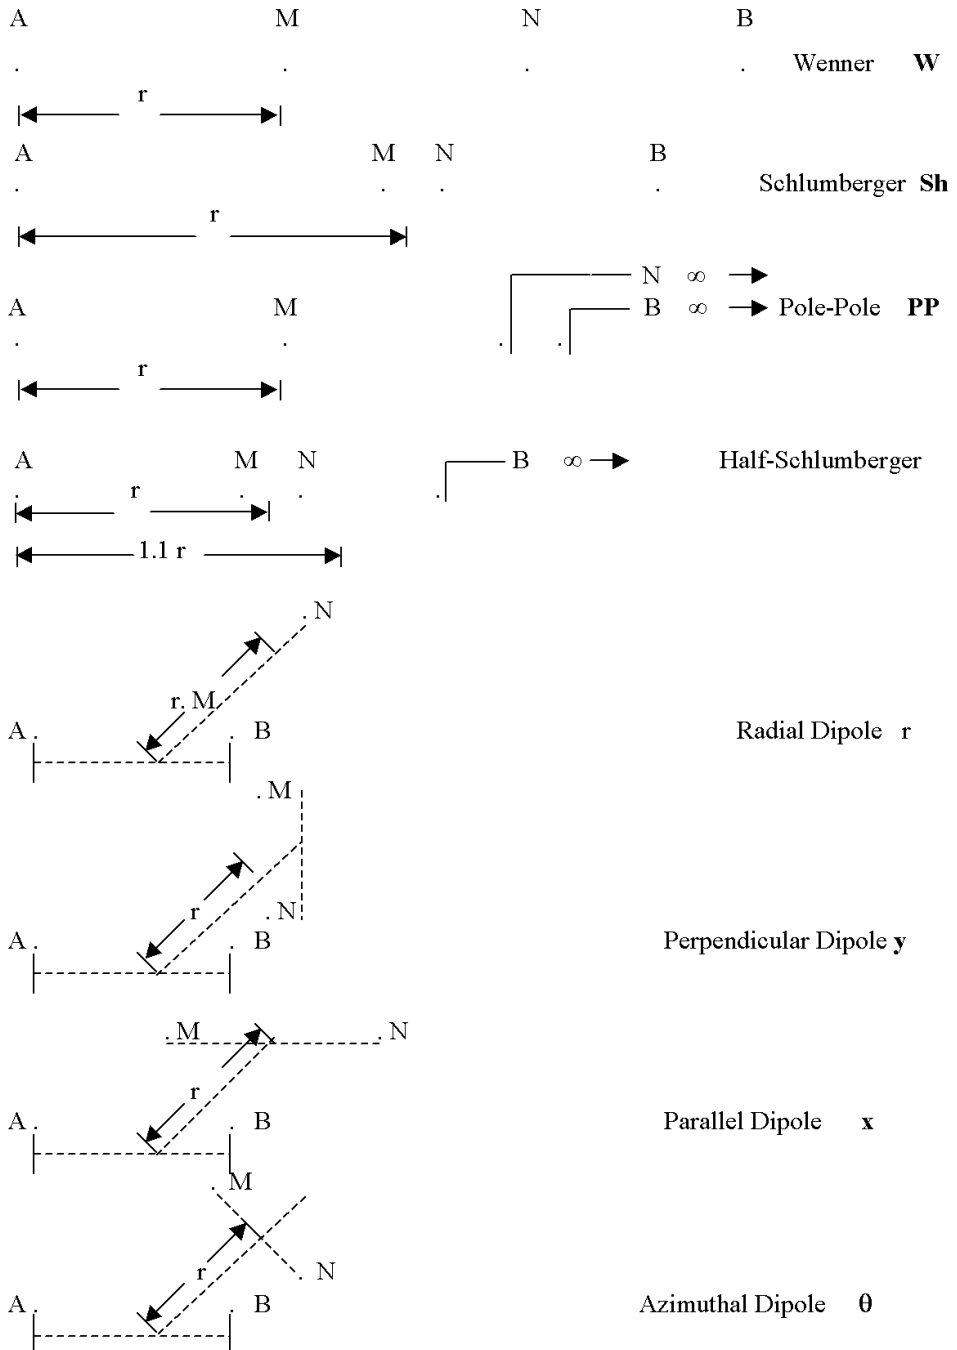 A M N B
Wenner W
r
A M N B
Schlumberger Sh
r
N ∞
A M B ∞ Pole-Pole PP
r
A M N B ∞ Half-Schlumberger
r
1.1 r
N
r M
A B Radial Dipole r
M
r
N
A B Perpendicular Dipole y
M N
r
A B Parallel Dipole x
M
r N
A B Azimuthal Dipole θ